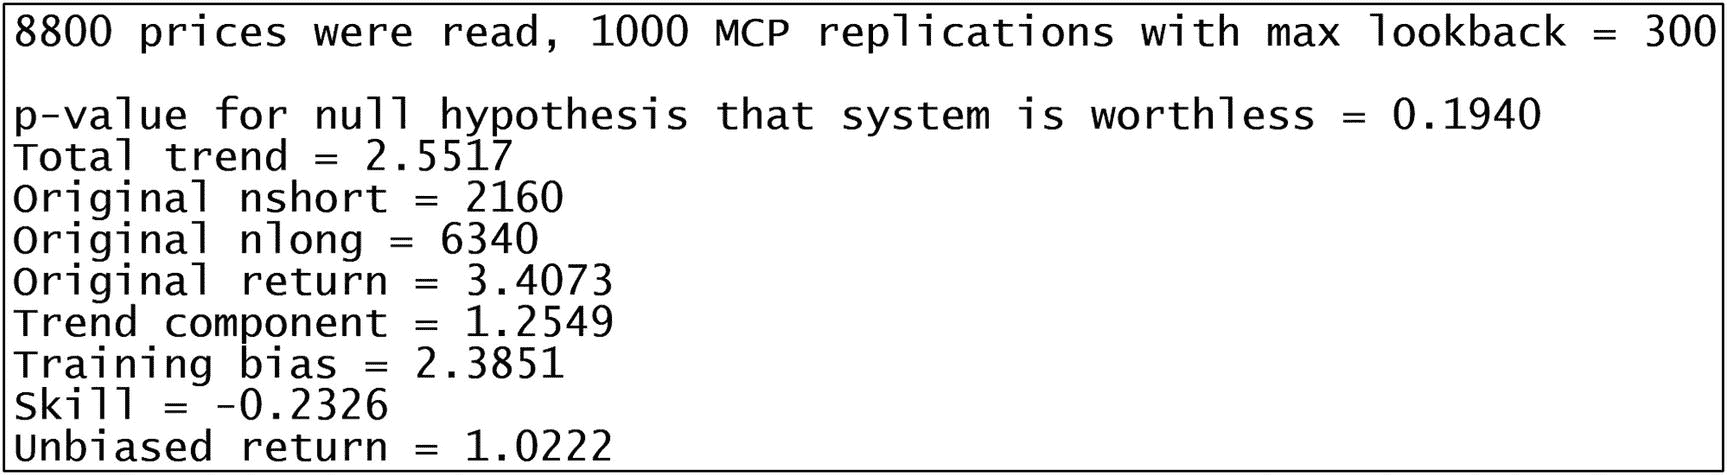 8800 prices were read, 1000 MCP replications with max lookback = 300
p-value for null hypothesis that system is worthless = 0.1940
Total trend = 2.5517
Original nshort = 2160
Original nlong = 6340
Original return = 3.4073
Trend component = 1.2549
Training bias = 2.3851
Skill = -0.2326
Unbiased return = 1.0222